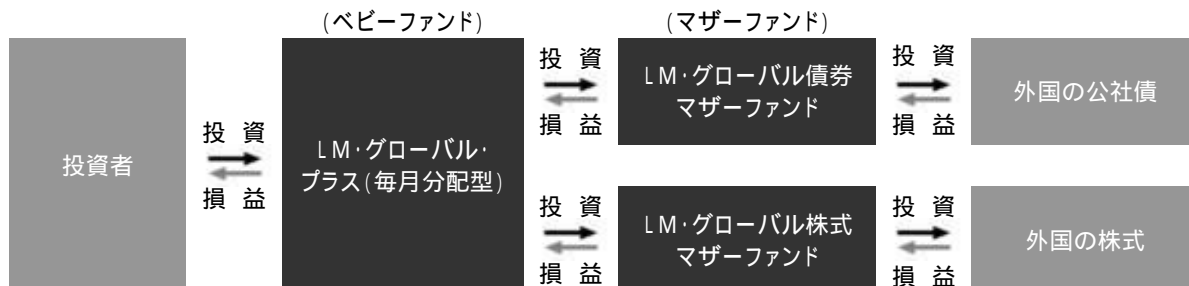 (ベビーファンド)
(マザーファンド)
投資者
投 資
損 益
LM・グローバル・
プラス(毎月分配型)
投 資
損 益
LM・グローバル債券
マザーファンド
投 資
損 益
外国の公社債
投 資
損 益
LM・グローバル株式
マザーファンド
投 資
損 益
外国の株式